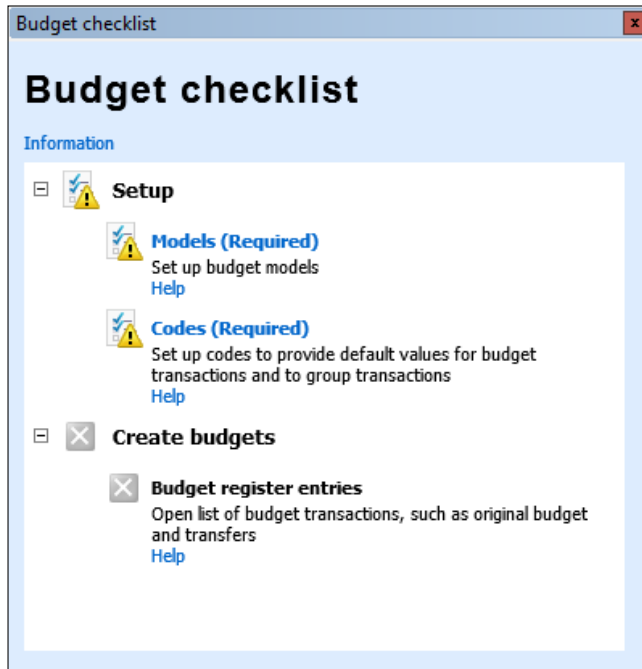 Budget checklist
x
Budget checklist
Information
Setup
Models (Required)
Set up budget models
Help
Codes (Required)
Set up codes to provide default values for budget
transactions and to group transactions
Help
Create budgets
Budget register entries
Open list of budget transactions, such as original budget
and transfers
Help